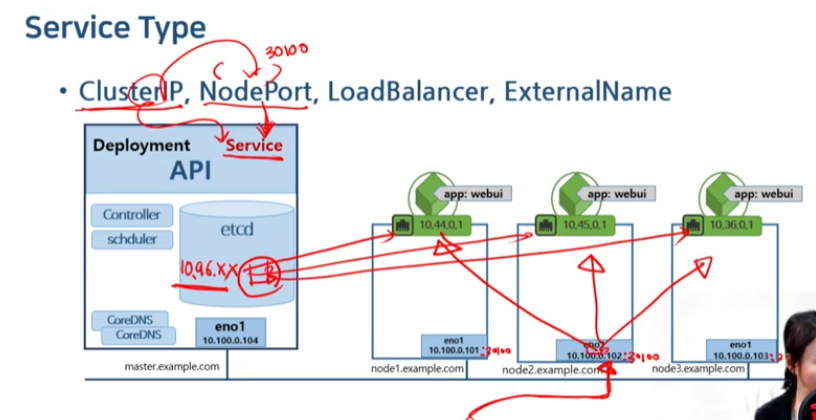 Service Type
30100
• ClusterIP, NodePort, LoadBalancer, ExternalName
Deployment Service
API
Controller
schduler
etcd
10.96.xx
CoreDNS
CoreDNS
eno1
10.100.0.104
master.example.com
app: webui
10,44,0,1
eno1
10.100.0.101:30100
node1.example.com
app: webui
10,45,0,1
10.100.0.102:30100
node2.example.com
app: webui
10,36,0,1
eno1
10.100.0.103:
node3.example.com